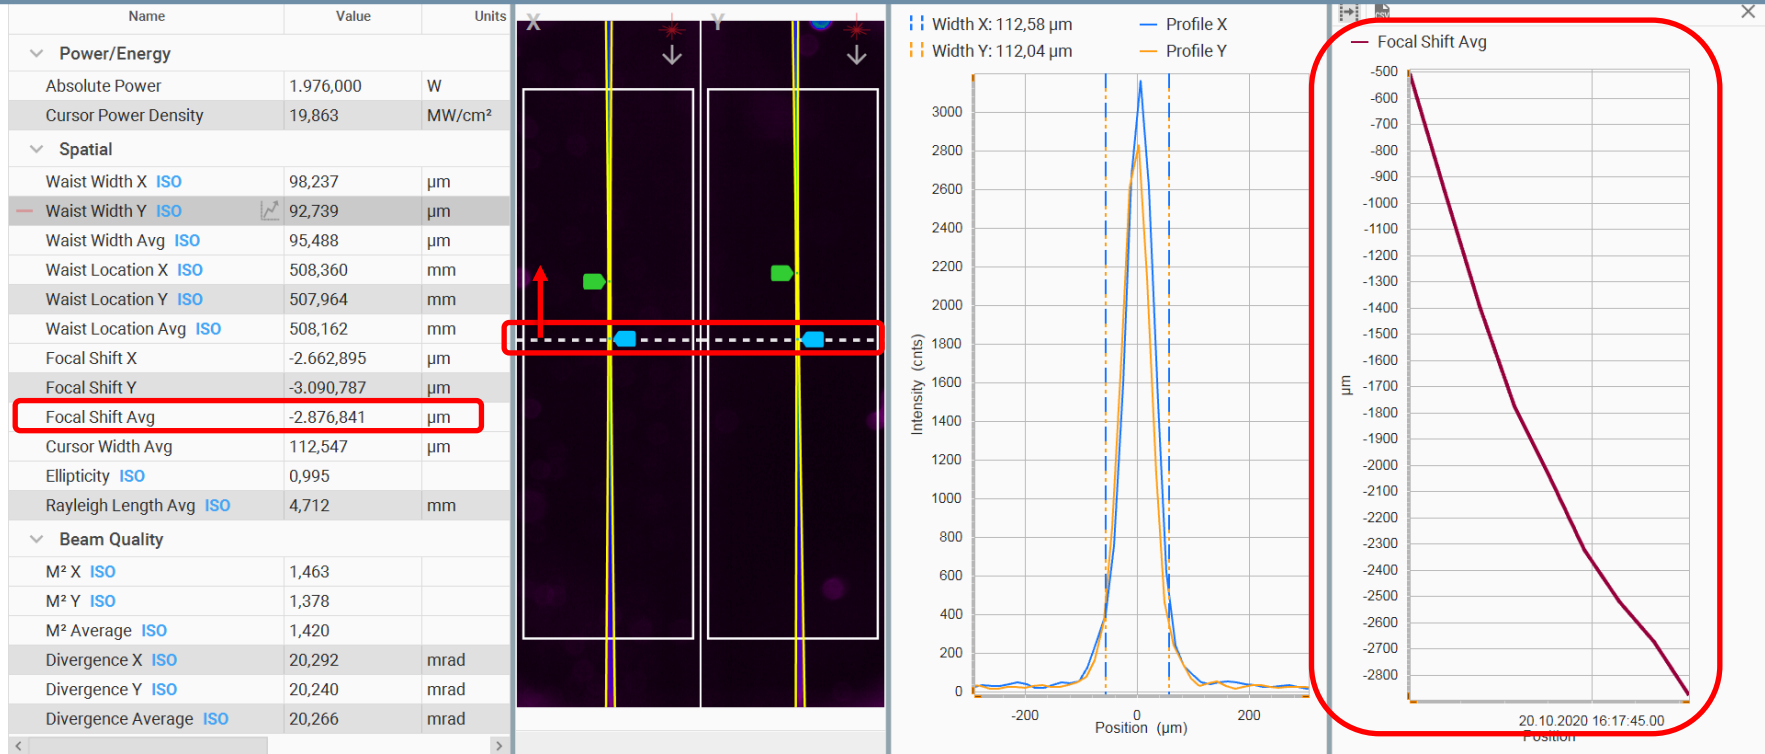 Name Value Units
Power/Energy
Absolute Power 1.976,000 W
Cursor Power Density 19,863 MW/cm²
Spatial
Waist Width X ISO 98,237 µm
Waist Width Y ISO 92,739 µm
Waist Width Avg ISO 95,488 µm
Waist Location X ISO 508,360 mm
Waist Location Y ISO 507,964 mm
Waist Location Avg ISO 508,162 mm
Focal Shift X -2.662,895 µm
Focal Shift Y -3.090,787 µm
Focal Shift Avg -2.876,841 µm
Cursor Width Avg 112,547 µm
Ellipticity ISO 0,995
Rayleigh Length Avg ISO 4,712 mm
Beam Quality
M² X ISO 1,463
M² Y ISO 1,378
M² Average ISO 1,420
Divergence X ISO 20,292 mrad
Divergence Y ISO 20,240 mrad
Divergence Average ISO 20,266 mrad
X Y
Width X: 112,58 µm Profile X
Width Y: 112,04 µm Profile Y
3000
2800
2600
2400
2200
2000
1800
1600
1400
1200
1000
800
600
400
200
0
Intensity (cnts)
-200 0 200
Position (µm)
CSV
Focal Shift Avg
-500
-600
-700
-800
-900
-1000
-1100
-1200
-1300
-1400
-1500
-1600
-1700
-1800
-1900
-2000
-2100
-2200
-2300
-2400
-2500
-2600
-2700
-2800
µm
20.10.2020 16:17:45.00
Position